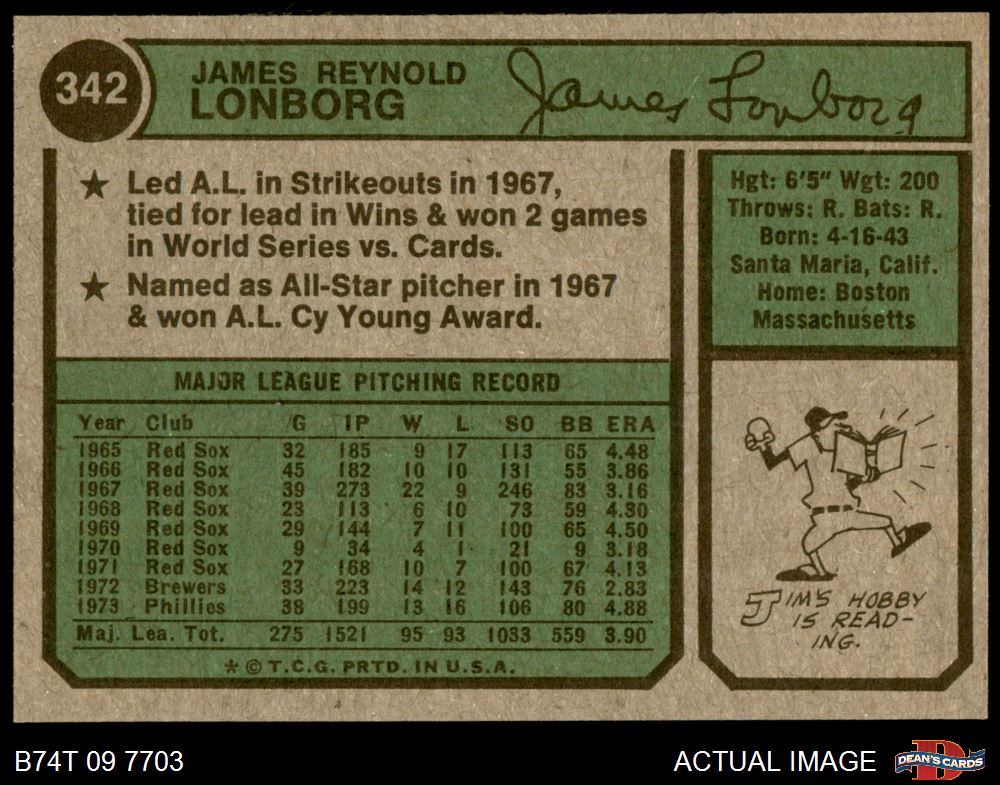 342
JAMES REYNOLD
LONBORG
James Lonborg
★ Led A.L. in Strikeouts in 1967,
tied for lead in Wins & won 2 games
in World Series vs. Cards.
★ Named as All-Star pitcher in 1967
& won A.L. Cy Young Award.
Hgt: 6'5" Wgt: 200
Throws: R. Bats: R.
Born: 4-16-43
Santa Maria, Calif.
Home: Boston
Massachusetts
MAJOR LEAGUE PITCHING RECORD
Year Club G IP W L SO BB ERA
1965 Red Sox 32 185 9 17 113 65 4.48
1966 Red Sox 45 182 10 10 131 55 3.86
1967 Red Sox 39 273 22 9 246 83 3.16
1968 Red Sox 23 113 6 10 73 59 4.30
1969 Red Sox 29 144 7 11 100 65 4.50
1970 Red Sox 9 34 4 1 21 9 3.18
1971 Red Sox 27 168 10 7 100 67 4.13
1972 Brewers 33 223 14 12 143 76 2.83
1973 Phillies 38 199 13 16 106 80 4.88
Maj. Lea. Tot. 275 1521 95 93 1033 559 3.90
* © T.C.G. PRTD. IN U.S.A.
JIM'S HOBBY
IS READ-
ING.
B74T 09 7703
ACTUAL IMAGE
D
DEAN'S CARDS